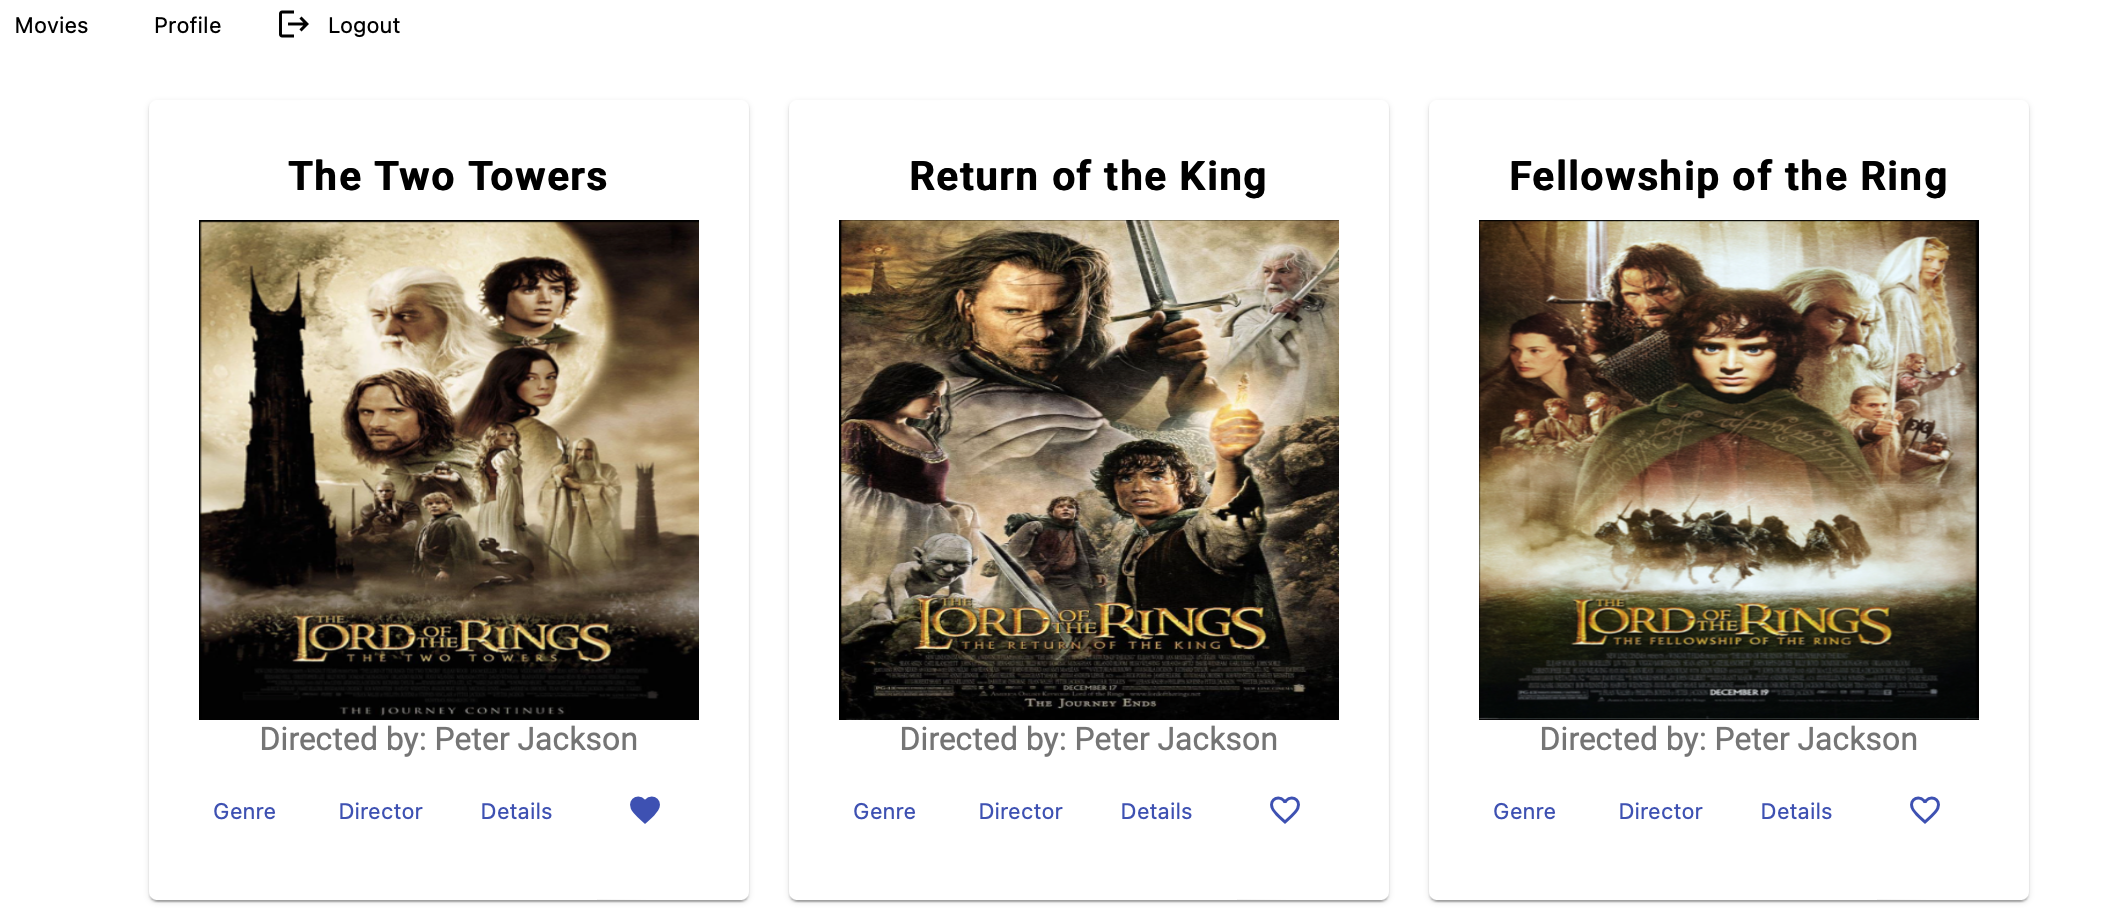 Movies Profile Logout
The Two Towers
THE
LORD OF THE RINGS
THE TWO TOWERS
THE JOURNEY CONTINUES
Directed by: Peter Jackson
Genre Director Details
Return of the King
THE
LORD OF THE RINGS
THE RETURN OF THE KING
DECEMBER 17
THE JOURNEY ENDS
Directed by: Peter Jackson
Genre Director Details
Fellowship of the Ring
THE
LORD OF THE RINGS
THE FELLOWSHIP OF THE RING
DECEMBER 19
Directed by: Peter Jackson
Genre Director Details